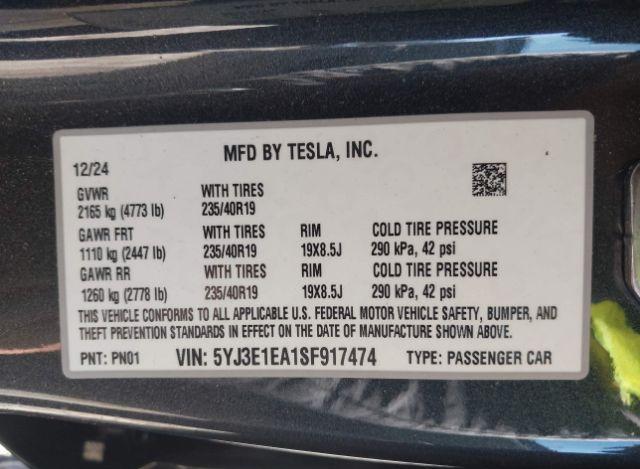 MFD BY TESLA, INC.
12/24
GVWR WITH TIRES
2165 kg (4773 lb) 235/40R19
GAWR FRT WITH TIRES RIM COLD TIRE PRESSURE
1110 kg (2447 lb) 235/40R19 19X8.5J 290 kPa, 42 psi
GAWR RR WITH TIRES RIM COLD TIRE PRESSURE
1260 kg (2778 lb) 235/40R19 19X8.5J 290 kPa, 42 psi
THIS VEHICLE CONFORMS TO ALL APPLICABLE U.S. FEDERAL MOTOR VEHICLE SAFETY, BUMPER, AND
THEFT PREVENTION STANDARDS IN EFFECT ON THE DATE OF MANUFACTURE SHOWN ABOVE.
PNT: PN01 VIN: 5YJ3E1EA1SF917474 TYPE: PASSENGER CAR